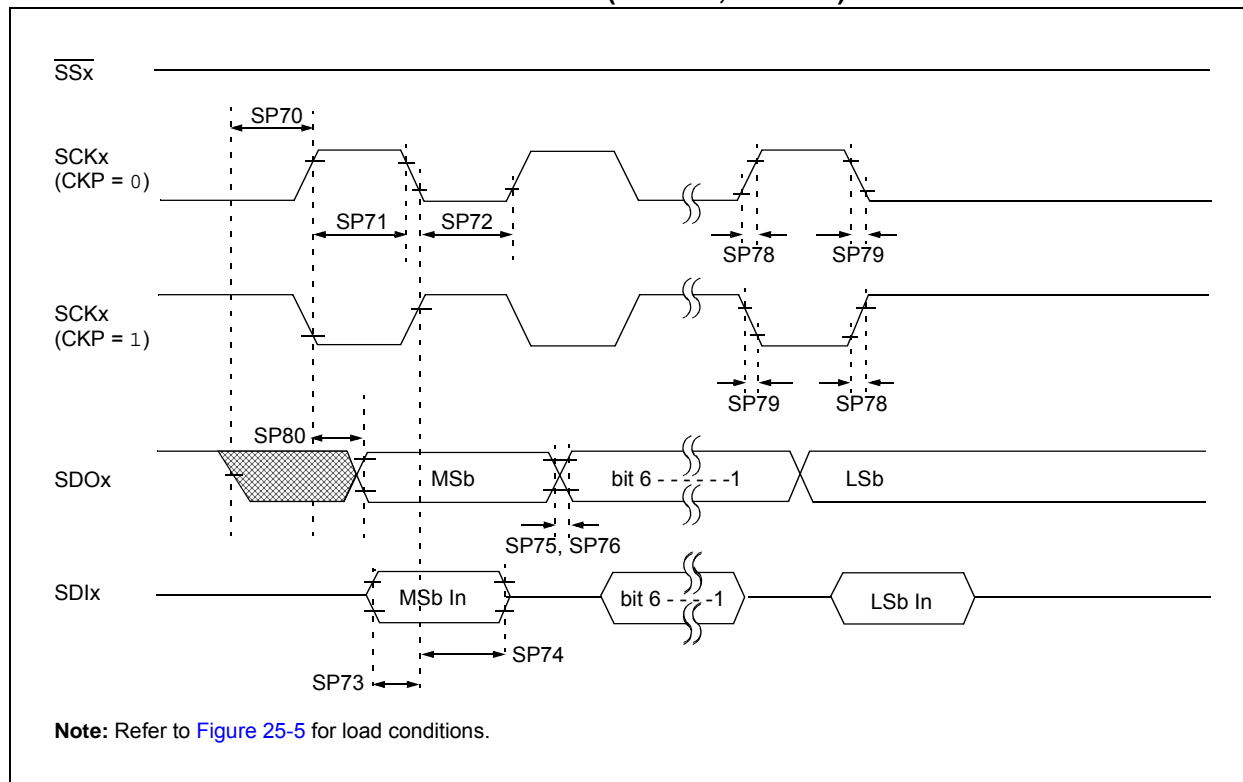 SSx
SP70
SCKx
(CKP = 0)
SP71
SP72
SP78
SP79
SCKx
(CKP = 1)
SP79
SP78
SP80
SDOx
MSb
bit 6 - - - - - -1
LSb
SP75, SP76
SDIx
MSb In
bit 6 - - - -1
LSb In
SP74
SP73
Note: Refer to Figure 25-5 for load conditions.